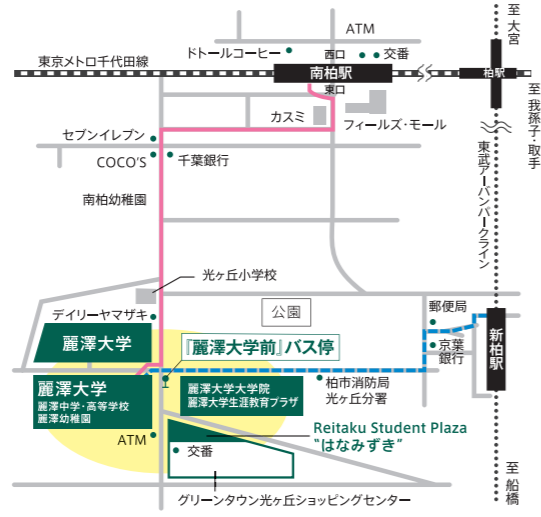 ATM
至 大宮
ドトールコーヒー
西口
交番
東京メトロ千代田線
南柏駅
柏駅
東口
至 我孫子・取手
カスミ
フィールズ・モール
セブンイレブン
COCO'S
千葉銀行
東武アーバンパークライン
南柏幼稚園
光ヶ丘小学校
デイリーヤマザキ
公園
郵便局
麗澤大学
『麗澤大学前』バス停
京葉
銀行
新柏駅
麗澤大学
麗澤中学・高等学校
麗澤幼稚園
麗澤大学大学院
麗澤大学生涯教育プラザ
柏市消防局
光ヶ丘分署
Reitaku Student Plaza
“はなみずき”
ATM
交番
至 船橋
グリーンタウン光ヶ丘ショッピングセンター